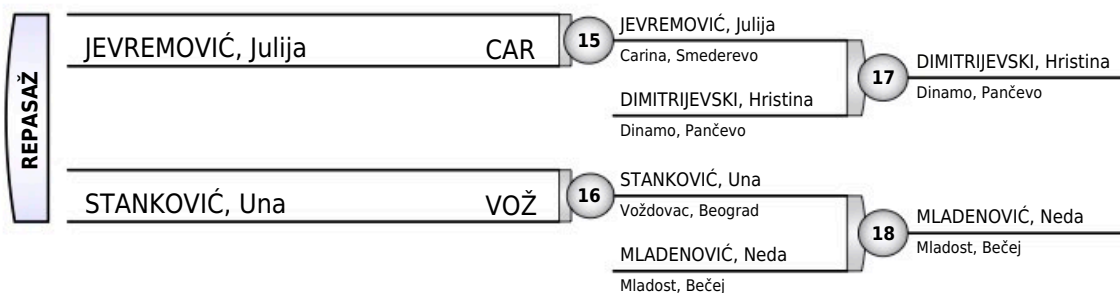 REPASAŽ
JEVREMOVIĆ, Julija CAR
15
JEVREMOVIĆ, Julija
Carina, Smederevo
DIMITRIJEVSKI, Hristina
Dinamo, Pančevo
17
DIMITRIJEVSKI, Hristina
Dinamo, Pančevo
STANKOVIĆ, Una VOŽ
16
STANKOVIĆ, Una
Voždovac, Beograd
MLADENOVIĆ, Neda
Mladost, Bečej
18
MLADENOVIĆ, Neda
Mladost, Bečej